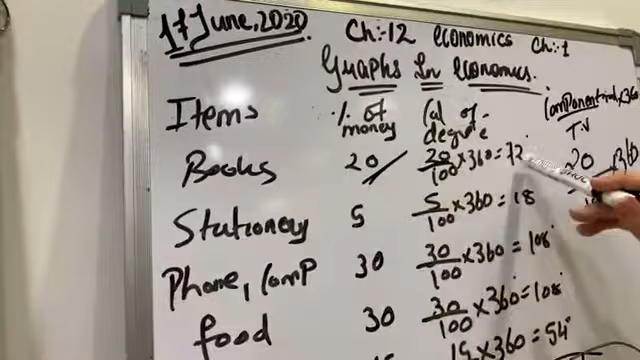 17 June, 2020 Ch:-12 Economics Ch:-1
Graphs In Economics.
Items % of money Cal of degree
T.V
Books 20 20/100 × 360 = 72° 20 × 360
Stationery 5 5/100 × 360 = 18
Phone, Comp 30 30/100 × 360 = 108°
food 30 30/100 × 360° = 108°
15 × 360 = 54°